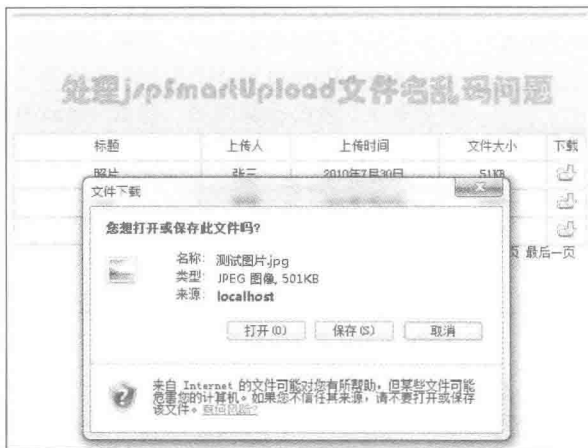 处理jspSmartUpload文件名乱码问题
标题 上传人 上传时间 文件大小 下载
照片 张三 2010年7月30日 51KB
文件下载
您想打开或保存此文件吗?
名称: 测试图片.jpg
类型: JPEG 图像, 501KB
来源: localhost
页 最后一页
打开(O) 保存(S) 取消
来自 Internet 的文件可能对您有所帮助，但某些文件可能
危害您的计算机。如果您不信任其来源，请不要打开或保存
该文件。有何风险?